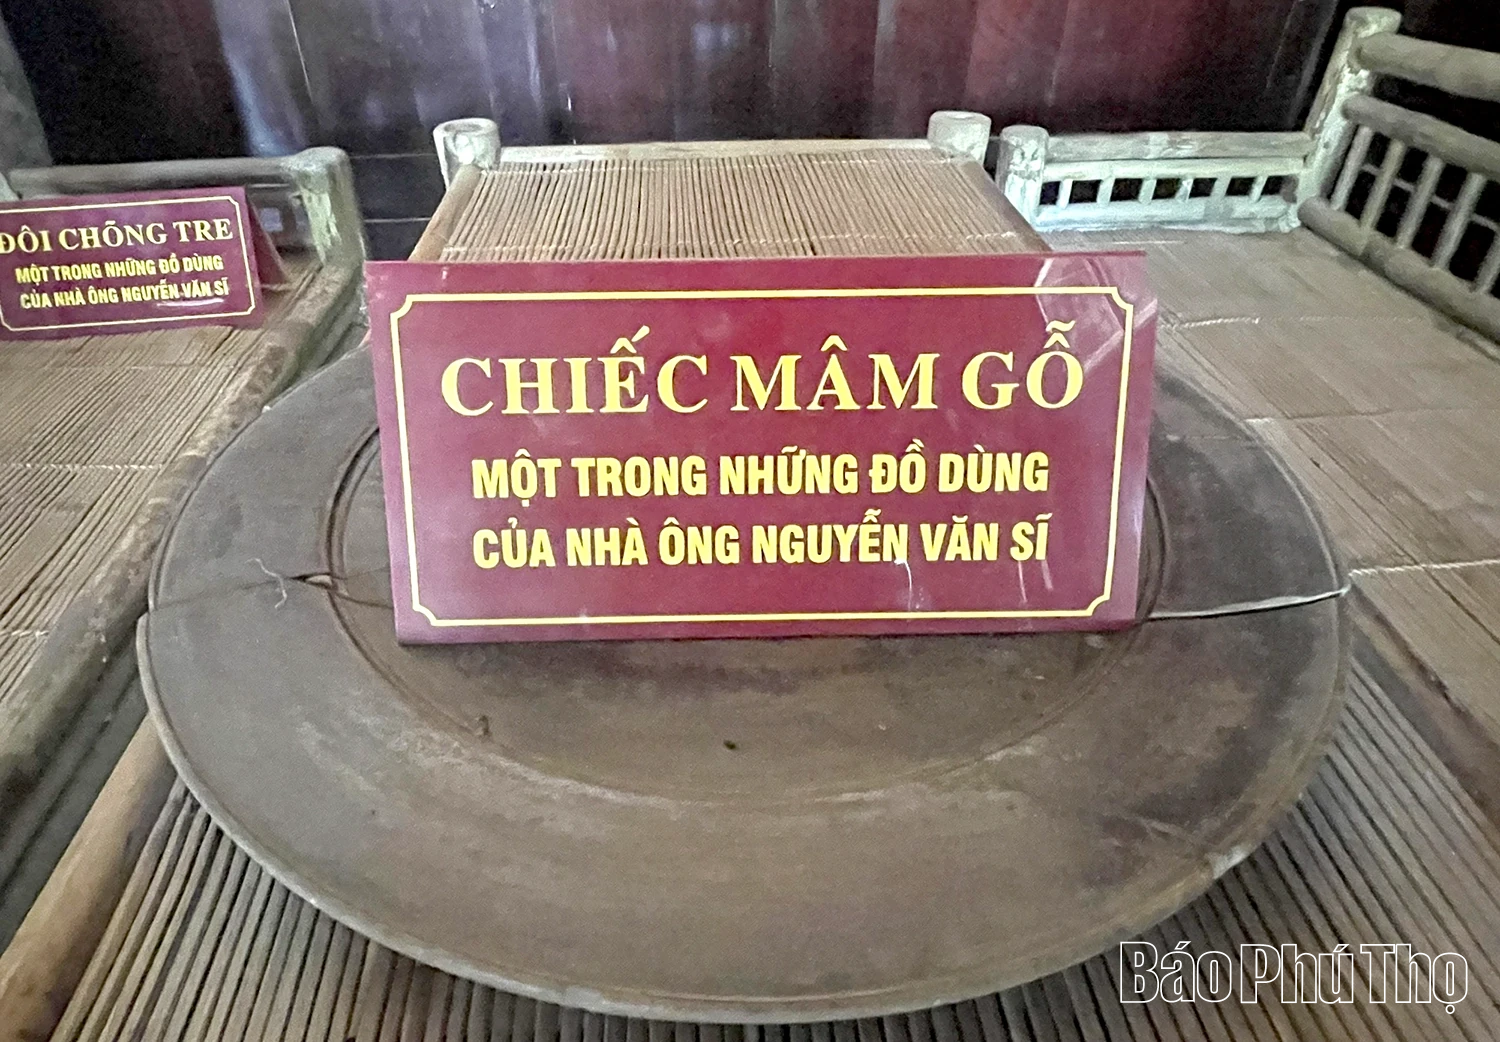 ĐÔI CHÕNG TRE
MỘT TRONG NHỮNG ĐỒ DÙNG
CỦA NHÀ ÔNG NGUYỄN VĂN SĨ
CHIẾC MÂM GỖ
MỘT TRONG NHỮNG ĐỒ DÙNG
CỦA NHÀ ÔNG NGUYỄN VĂN SĨ
Báo Phú Thọ